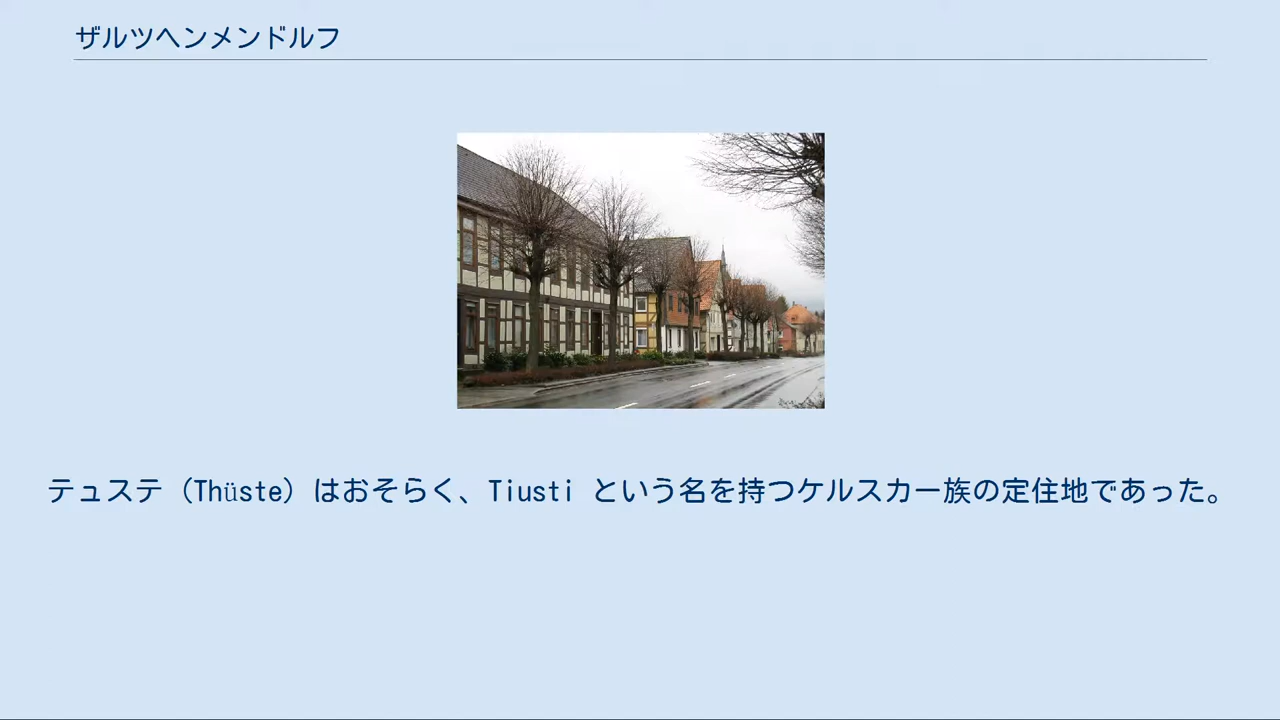 ザルツヘンメンドルフ
テュステ（Thüste）はおそらく、Tiusti という名を持つケルスカー族の定住地であった。